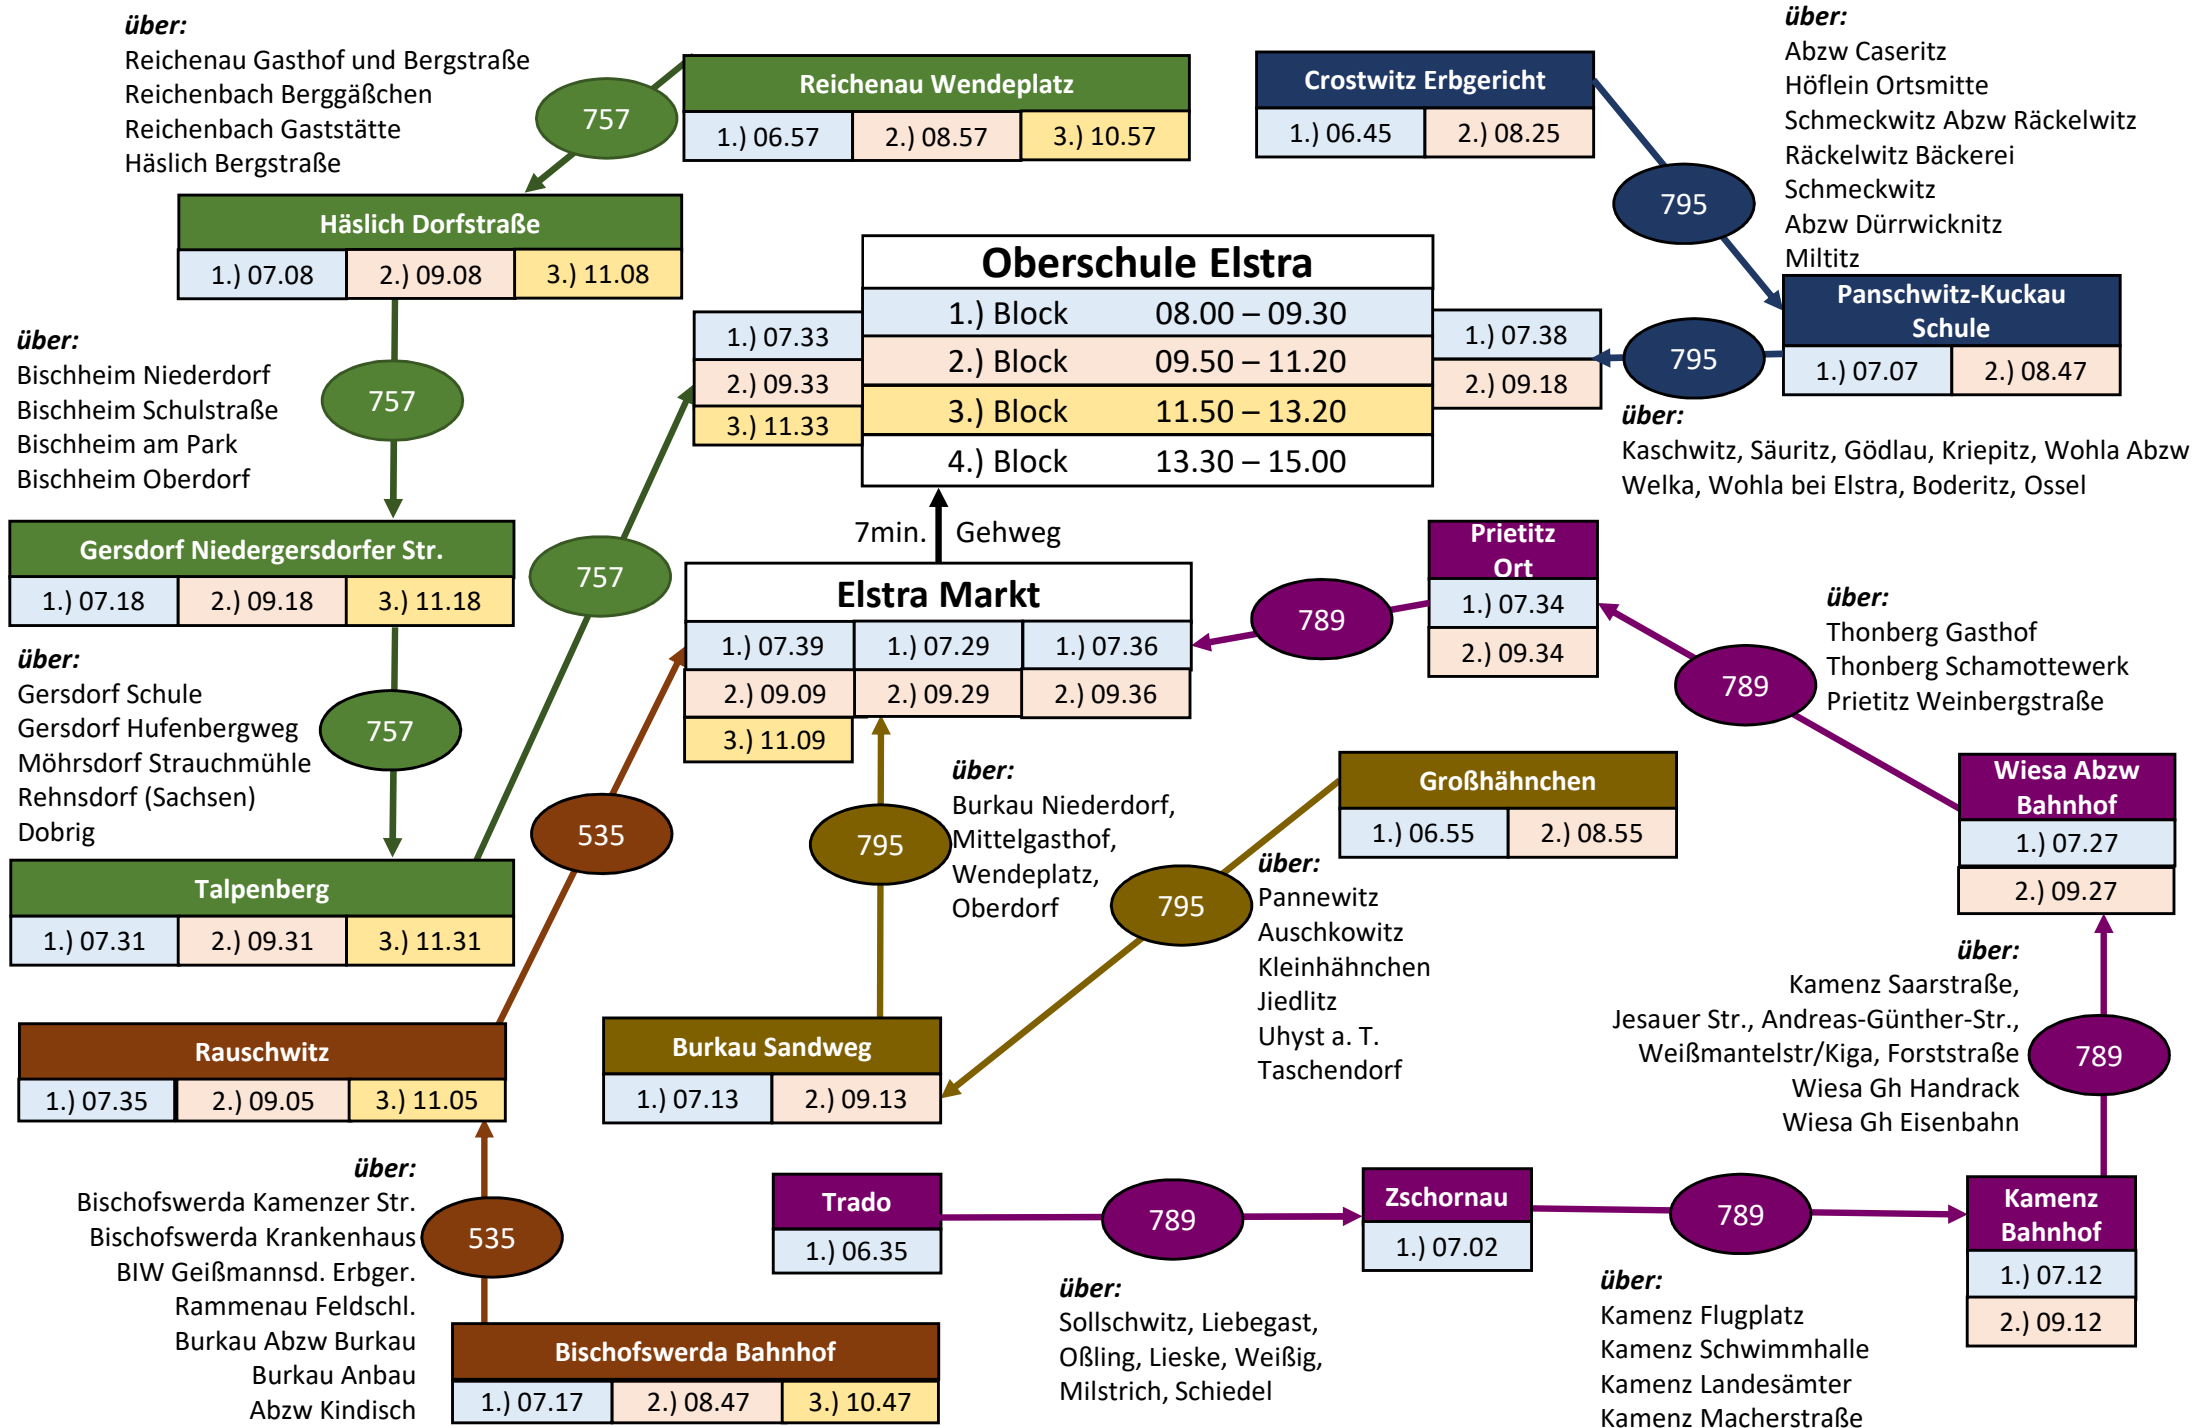 über:
Reichenau Gasthof und Bergstraße
Reichenbach Berggäßchen
Reichenbach Gaststätte
Häslich Bergstraße
757
Reichenau Wendeplatz
1.) 06.57 2.) 08.57 3.) 10.57
Crostwitz Erbgericht
1.) 06.45 2.) 08.25
795
über:
Abzw Caseritz
Höflein Ortsmitte
Schmeckwitz Abzw Räckelwitz
Räckelwitz Bäckerei
Schmeckwitz
Abzw Dürrwicknitz
Miltitz
Häslich Dorfstraße
1.) 07.08 2.) 09.08 3.) 11.08
Oberschule Elstra
1.) Block 08.00 – 09.30
2.) Block 09.50 – 11.20
3.) Block 11.50 – 13.20
4.) Block 13.30 – 15.00
1.) 07.33
2.) 09.33
3.) 11.33
1.) 07.38
2.) 09.18
795
Panschwitz-Kuckau
Schule
1.) 07.07 2.) 08.47
über:
Kaschwitz, Säuritz, Gödlau, Kriepitz, Wohla Abzw
Welka, Wohla bei Elstra, Boderitz, Ossel
über:
Bischheim Niederdorf
Bischheim Schulstraße
Bischheim am Park
Bischheim Oberdorf
757
Gersdorf Niedergersdorfer Str.
1.) 07.18 2.) 09.18 3.) 11.18
757
7min. Gehweg
Elstra Markt
1.) 07.39 1.) 07.29 1.) 07.36
2.) 09.09 2.) 09.29 2.) 09.36
3.) 11.09
789
Prietitz
Ort
1.) 07.34
2.) 09.34
789
über:
Thonberg Gasthof
Thonberg Schamottewerk
Prietitz Weinbergstraße
über:
Gersdorf Schule
Gersdorf Hufenbergweg
Möhrsdorf Strauchmühle
Rehnsdorf (Sachsen)
Dobrig
757
Talpenberg
1.) 07.31 2.) 09.31 3.) 11.31
535
795
über:
Burkau Niederdorf,
Mittelgasthof,
Wendeplatz,
Oberdorf
Großhähnchen
1.) 06.55 2.) 08.55
795
über:
Pannewitz
Auschkowitz
Kleinhähnchen
Jiedlitz
Uhyst a. T.
Taschendorf
Wiesa Abzw
Bahnhof
1.) 07.27
2.) 09.27
über:
Kamenz Saarstraße,
Jesauer Str., Andreas-Günther-Str.,
Weißmantelstr/Kiga, Forststraße
Wiesa Gh Handrack
Wiesa Gh Eisenbahn
789
Rauschwitz
1.) 07.35 2.) 09.05 3.) 11.05
Burkau Sandweg
1.) 07.13 2.) 09.13
über:
Bischofswerda Kamenzer Str.
Bischofswerda Krankenhaus
BIW Geißmannsd. Erbger.
Rammenau Feldschl.
Burkau Abzw Burkau
Burkau Anbau
Abzw Kindisch
535
Bischofswerda Bahnhof
1.) 07.17 2.) 08.47 3.) 10.47
Trado
1.) 06.35
789
Zschornau
1.) 07.02
789
Kamenz
Bahnhof
1.) 07.12
2.) 09.12
über:
Sollschwitz, Liebegast,
Oßling, Lieske, Weißig,
Milstrich, Schiedel
über:
Kamenz Flugplatz
Kamenz Schwimmhalle
Kamenz Landesämter
Kamenz Macherstraße